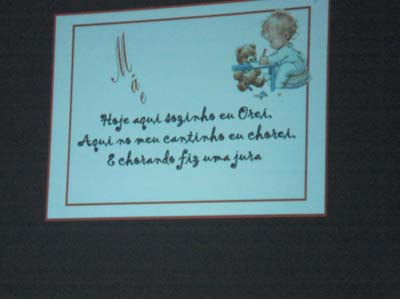 Mãe
Hoje aqui sozinho eu Orei.
Aqui no meu cantinho eu chorei.
E chorando fiz uma jura